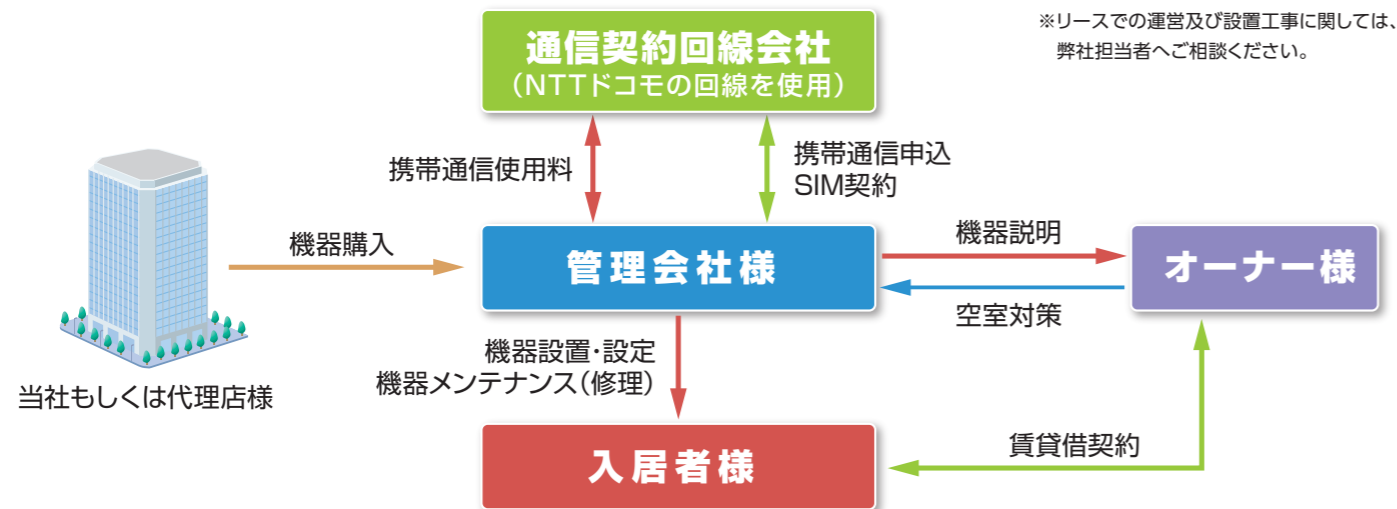 ※リースでの運営及び設置工事に関しては、
弊社担当者へご相談ください。
通信契約回線会社
（NTTドコモの回線を使用）
携帯通信使用料
携帯通信申込
SIM契約
機器購入
管理会社様
機器説明
空室対策
オーナー様
当社もしくは代理店様
機器設置・設定
機器メンテナンス（修理）
入居者様
賃貸借契約